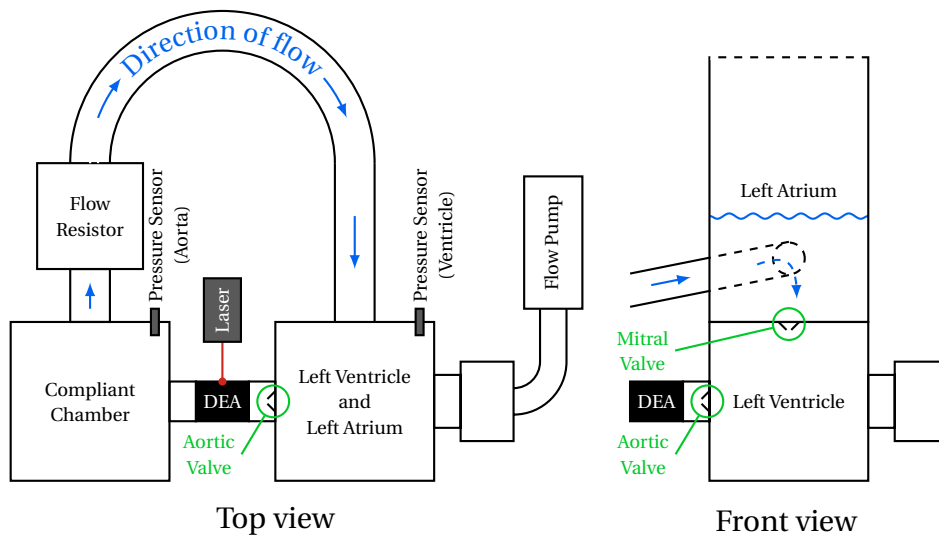 Direction of flow
Flow
Resistor
Pressure Sensor
(Aorta)
Laser
Pressure Sensor
(Ventricle)
Flow Pump
Compliant
Chamber
DEA
Left Ventricle
and
Left Atrium
Aortic
Valve
Top view
Left Atrium
Mitral
Valve
DEA
Left Ventricle
Aortic
Valve
Front view